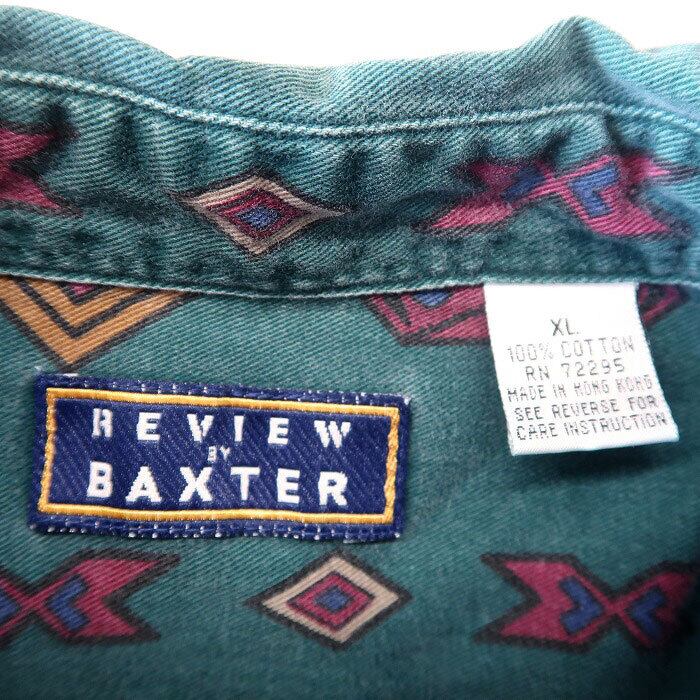 REVIEW
BY
BAXTER
XL
100% COTTON
RN 72295
MADE IN HONG KONG
SEE REVERSE FOR
CARE INSTRUCTION